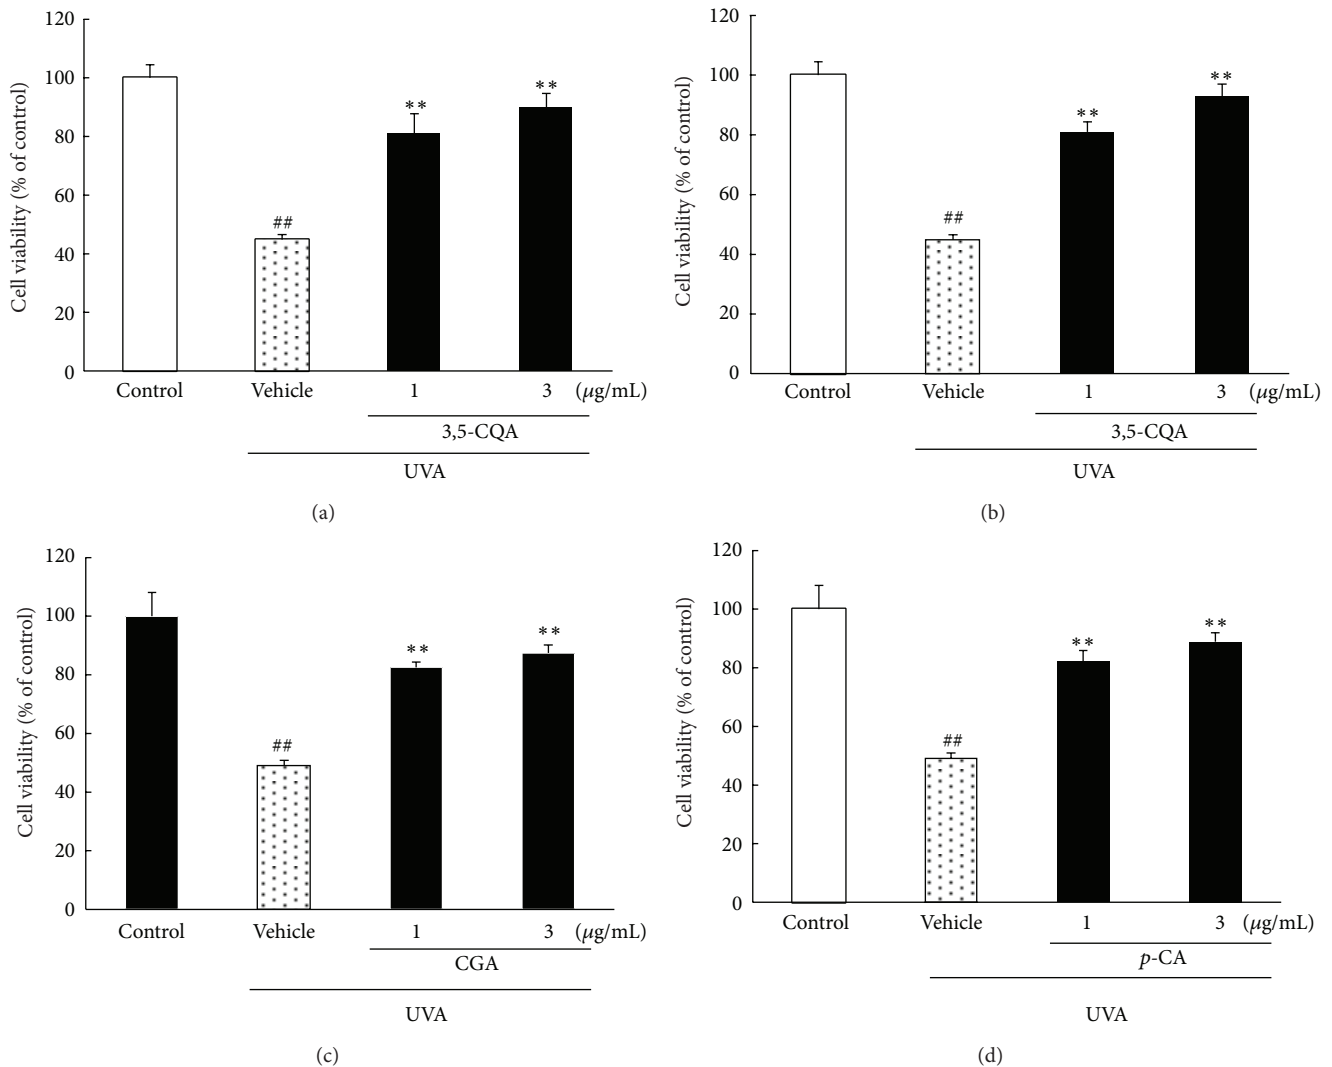 120
100
80
60
40
20
0
Cell viability (% of control)
##
**
**
Control Vehicle 1 3 (μg/mL)
3,5-CQA
UVA
(a)
120
100
80
60
40
20
0
Cell viability (% of control)
##
**
**
Control Vehicle 1 3 (μg/mL)
3,5-CQA
UVA
(b)
120
100
80
60
40
20
0
Cell viability (% of control)
##
**
**
Control Vehicle 1 3 (μg/mL)
CGA
UVA
(c)
120
100
80
60
40
20
0
Cell viability (% of control)
##
**
**
Control Vehicle 1 3 (μg/mL)
p-CA
UVA
(d)